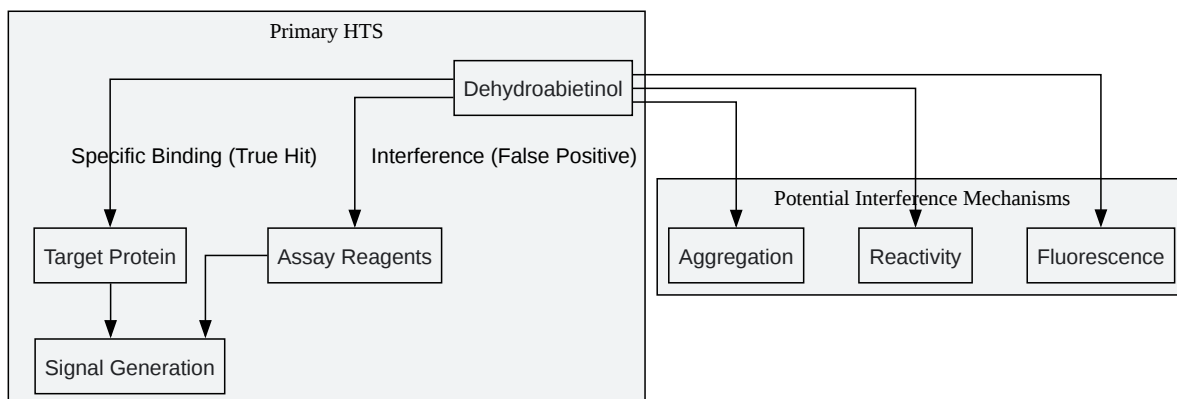 Primary HTS
Dehydroabietinol
Specific Binding (True Hit)
Interference (False Positive)
Potential Interference Mechanisms
Target Protein
Assay Reagents
Aggregation
Reactivity
Fluorescence
Signal Generation